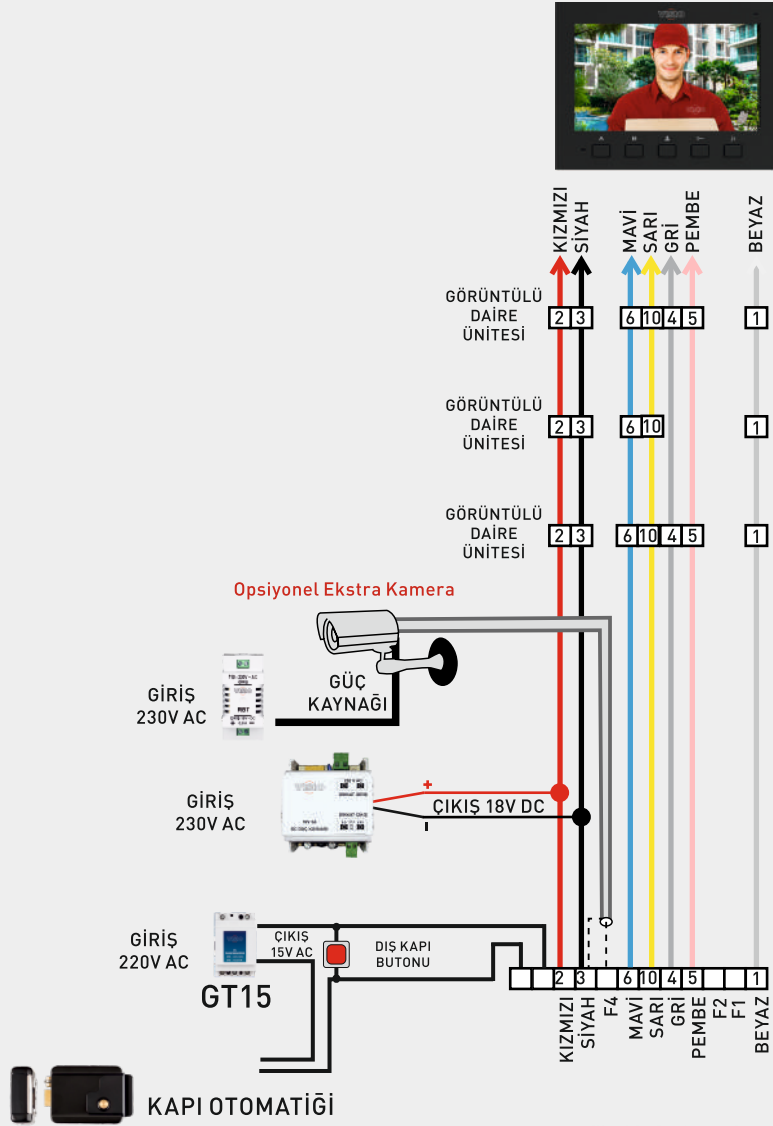 KIZMIZI
SİYAH
MAVİ
SARI
GRİ
PEMBE
BEYAZ
GÖRÜNTÜLÜ
DAİRE
ÜNİTESİ
2 3 6 10 4 5 1
GÖRÜNTÜLÜ
DAİRE
ÜNİTESİ
2 3 6 10 1
GÖRÜNTÜLÜ
DAİRE
ÜNİTESİ
2 3 6 10 4 5 1
Opsiyonel Ekstra Kamera
GİRİŞ
230V AC
GÜÇ
KAYNAĞI
GİRİŞ
230V AC
+
ÇIKIŞ 18V DC
-
GİRİŞ
220V AC
ÇIKIŞ
15V AC
DIŞ KAPI
BUTONU
GT15
2 3 6 10 4 5 1
KIZMIZI
SİYAH
F4
MAVİ
SARI
GRİ
PEMBE
F2
F1
BEYAZ
KAPI OTOMATİĞİ